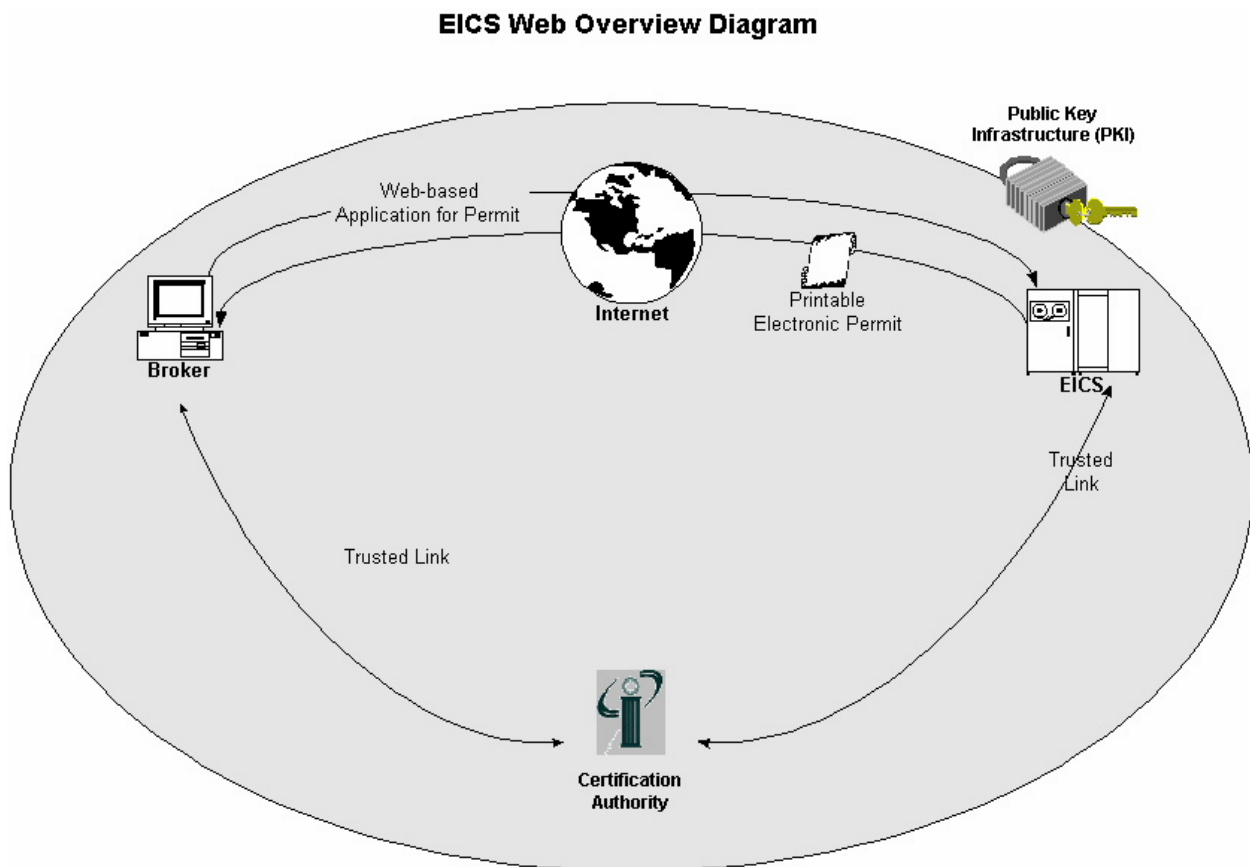 EICS Web Overview Diagram
Public Key
Infrastructure (PKI)
Web-based
Application for Permit
Internet
Printable
Electronic Permit
Broker
EICS
Trusted
Link
Trusted Link
Certification
Authority